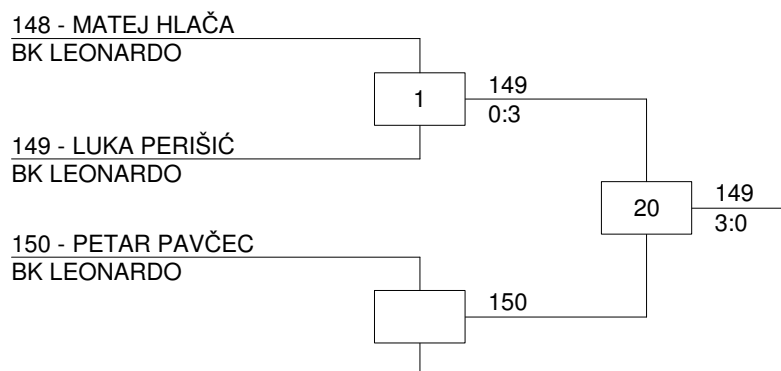 148 - MATEJ HLAČA
BK LEONARDO
1
149
0:3
149 - LUKA PERIŠIĆ
BK LEONARDO
20
149
3:0
150 - PETAR PAVČEC
BK LEONARDO
150